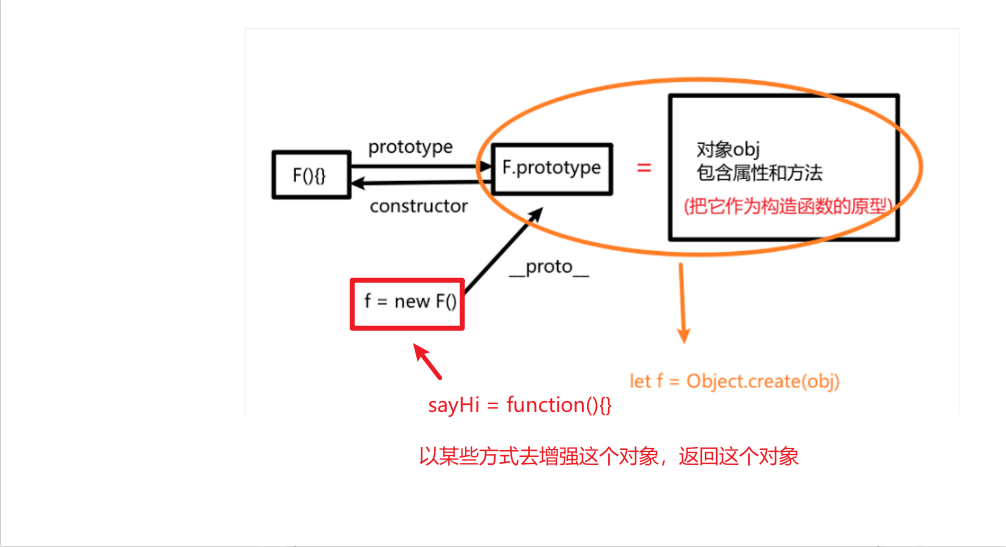 prototype
F(){}
F.prototype
=
对象obj
包含属性和方法
(把它作为构造函数的原型)
constructor
__proto__
f = new F()
let f = Object.create(obj)
sayHi = function(){}
以某些方式去增强这个对象，返回这个对象